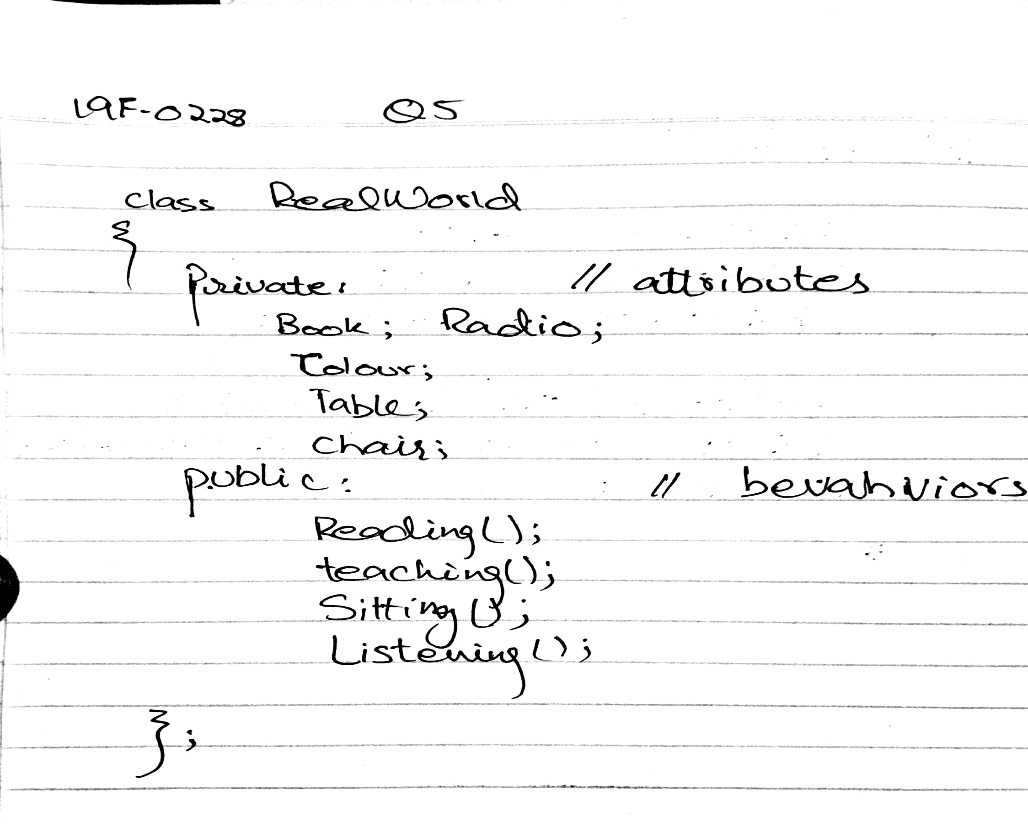 19F-0228 Q5
class RealWorld
{
Private: // attributes
Book; Radio;
Colour;
Table;
Chair;
public: // bevahviors
Reading();
teaching();
Sitting();
Listening();
};